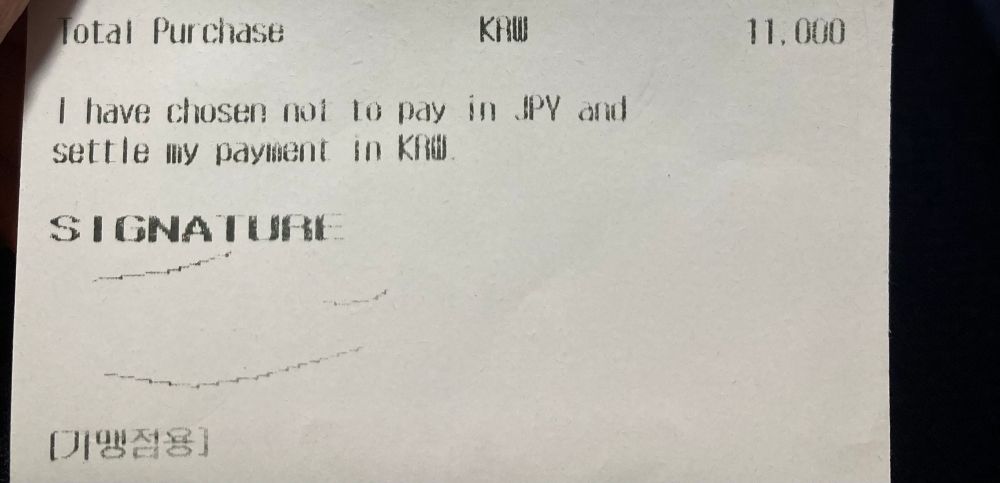 Total Purchase KRW 11,000
I have chosen not to pay in JPY and
settle my payment in KRW.
SIGNATURE
[가맹점용]